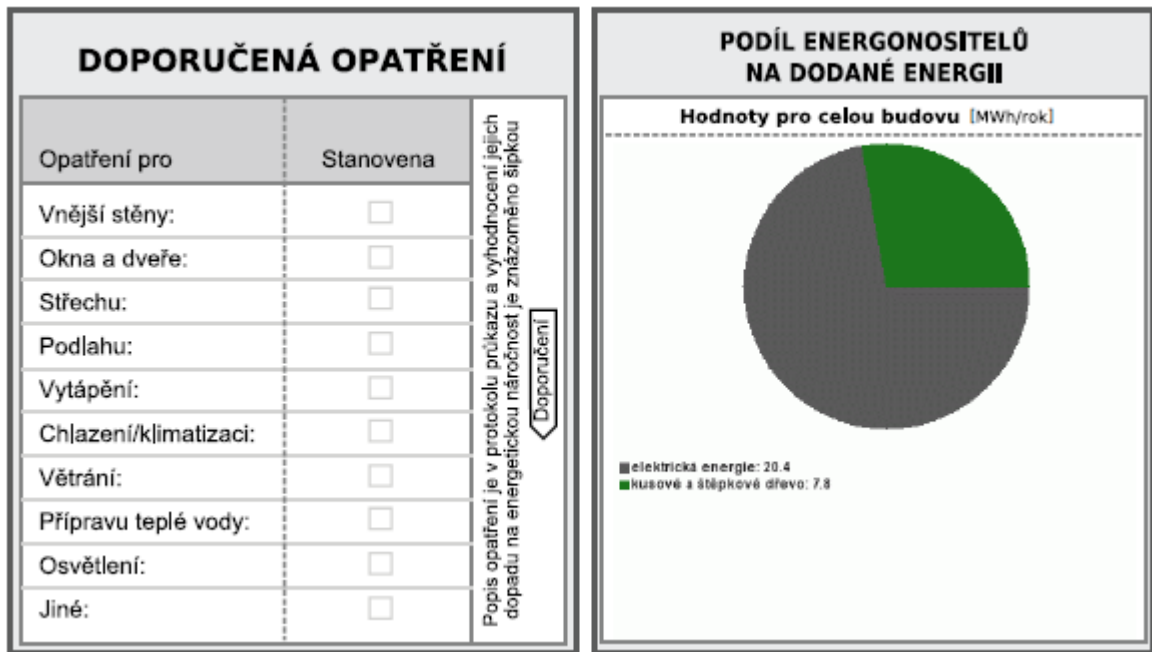 DOPORUČENÁ OPATŘENÍ
Opatření pro Stanovena
Vnější stěny:
Okna a dveře:
Střechu:
Podlahu:
Vytápění:
Chlazení/klimatizaci:
Větrání:
Přípravu teplé vody:
Osvětlení:
Jiné:
Popis opatření je v protokolu průkazu a vyhodnocení jejich
dopadu na energetickou náročnost je znázorněno šipkou
Doporučení
PODÍL ENERGONOSITELŮ
NA DODANÉ ENERGII
Hodnoty pro celou budovu [MWh/rok]
elektrická energie: 20.4
kusové a štěpkové dřevo: 7.8